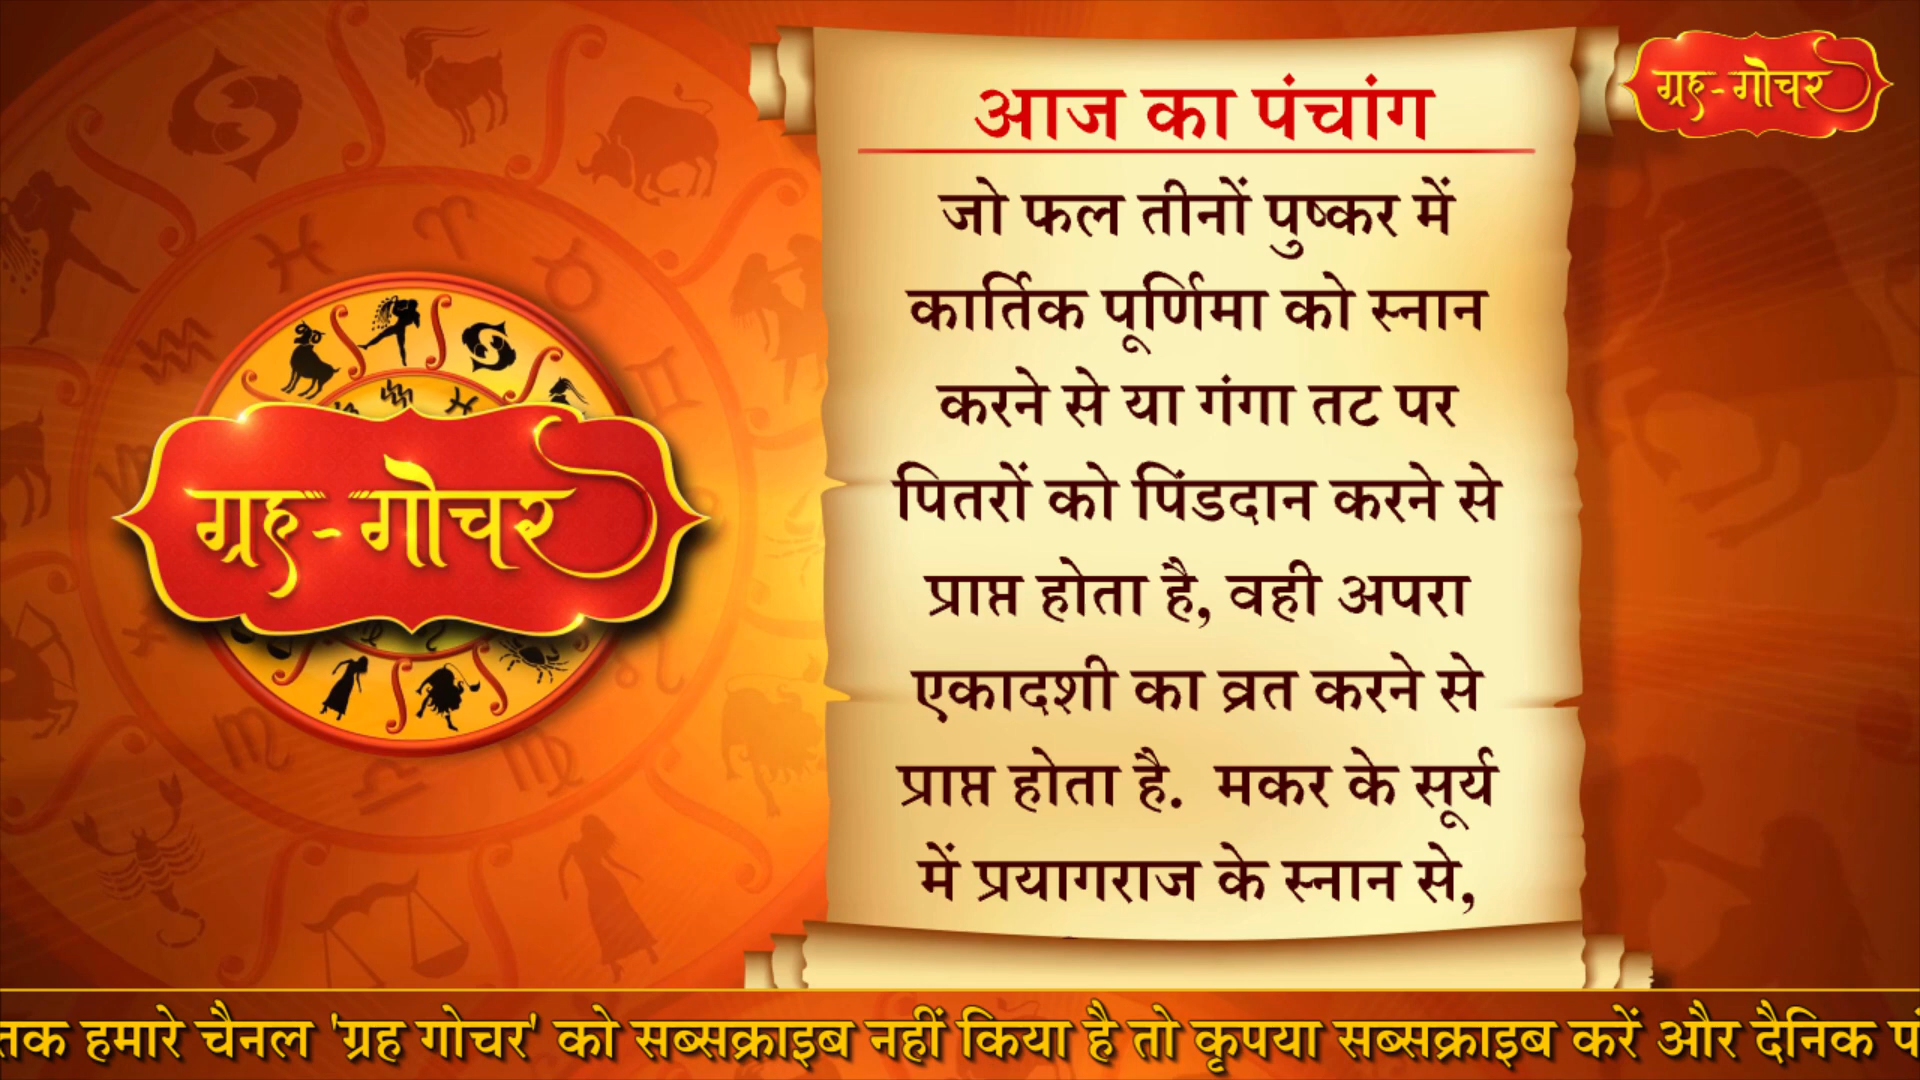 आज का पंचांग
ग्रह-गोचर
जो फल तीनों पुष्कर में
कार्तिक पूर्णिमा को स्नान
करने से या गंगा तट पर
पितरों को पिंडदान करने से
प्राप्त होता है, वही अपरा
एकादशी का व्रत करने से
प्राप्त होता है. मकर के सूर्य
में प्रयागराज के स्नान से,
ग्रह-गोचर
तक हमारे चैनल 'ग्रह गोचर' को सब्सक्राइब नहीं किया है तो कृपया सब्सक्राइब करें और दैनिक पं